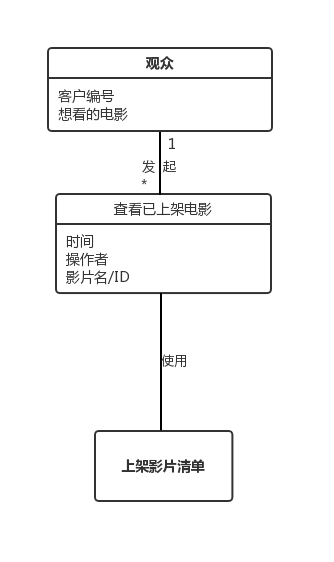 观众
客户编号
想看的电影
1
发起
*
查看已上架电影
时间
操作者
影片名/ID
使用
上架影片清单